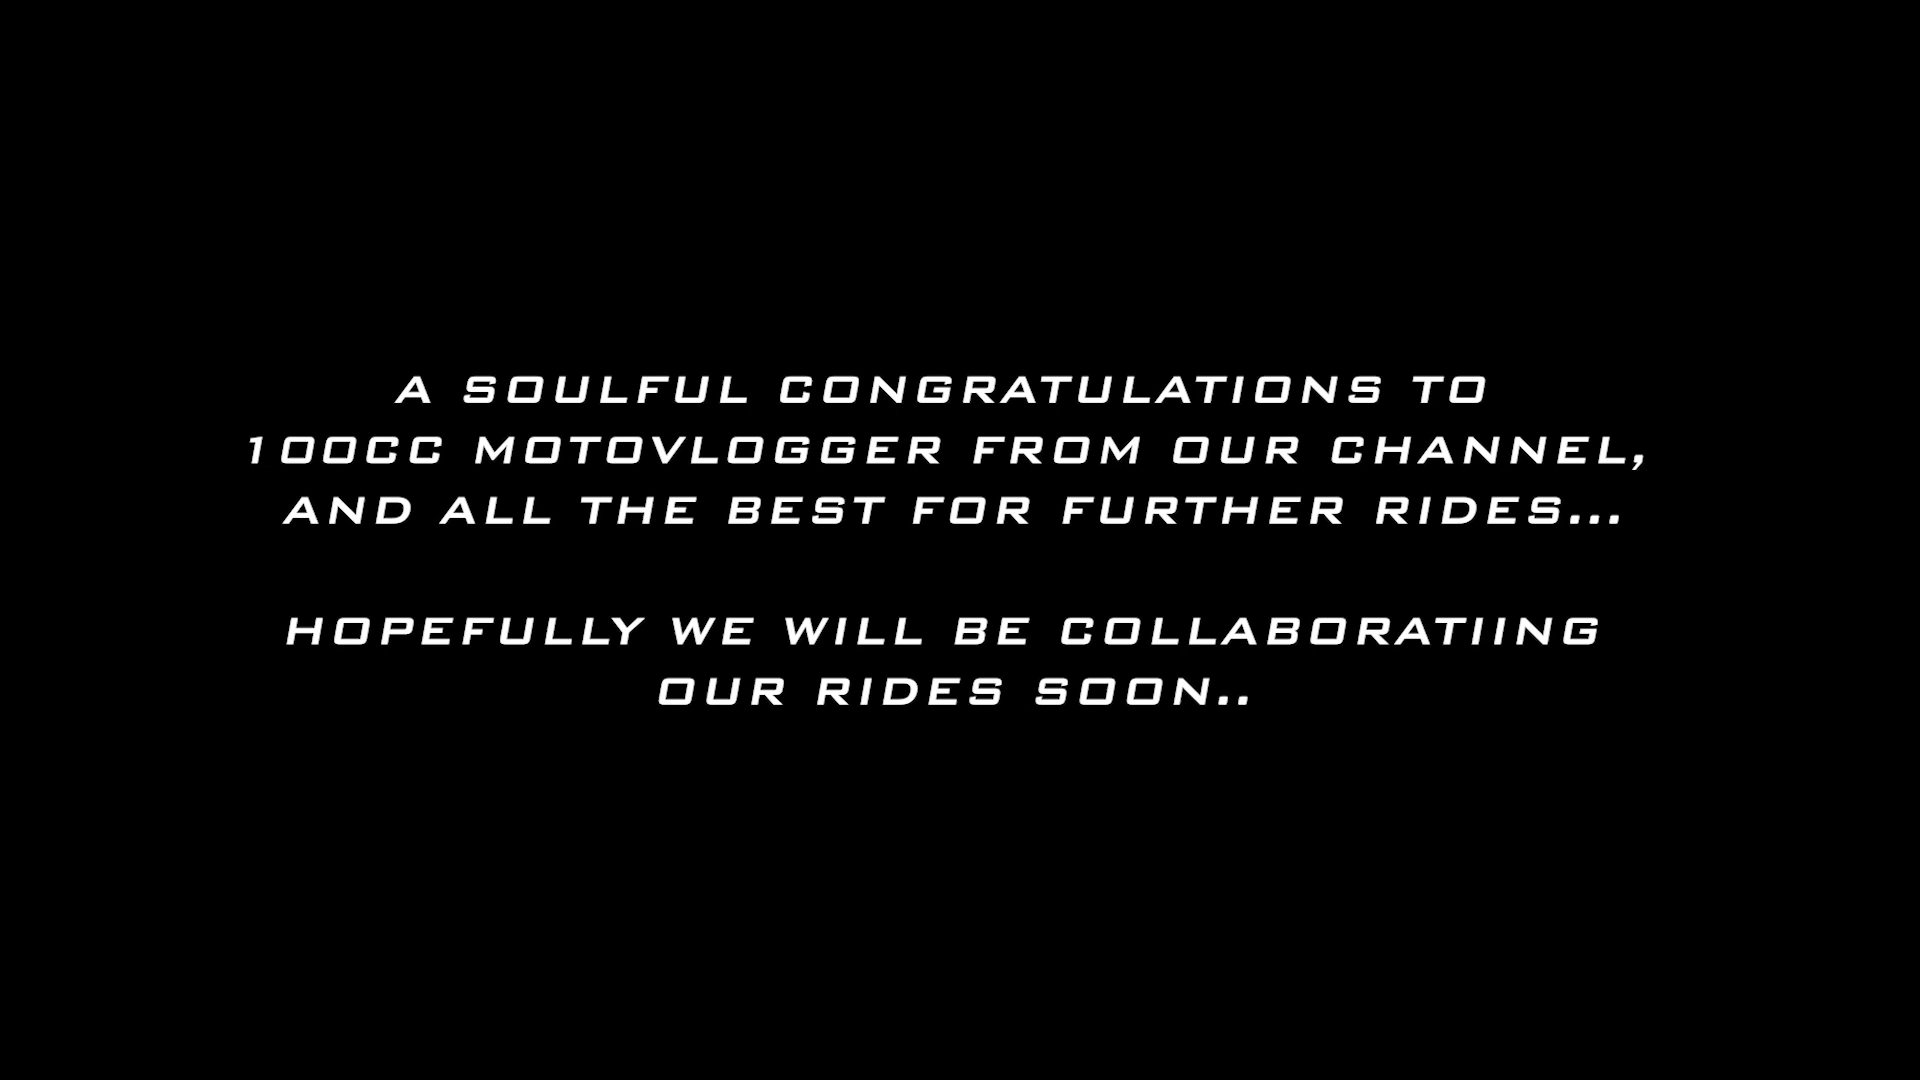 A SOULFUL CONGRATULATIONS TO
100CC MOTOVLOGGER FROM OUR CHANNEL,
AND ALL THE BEST FOR FURTHER RIDES...
HOPEFULLY WE WILL BE COLLABORATIING
OUR RIDES SOON..